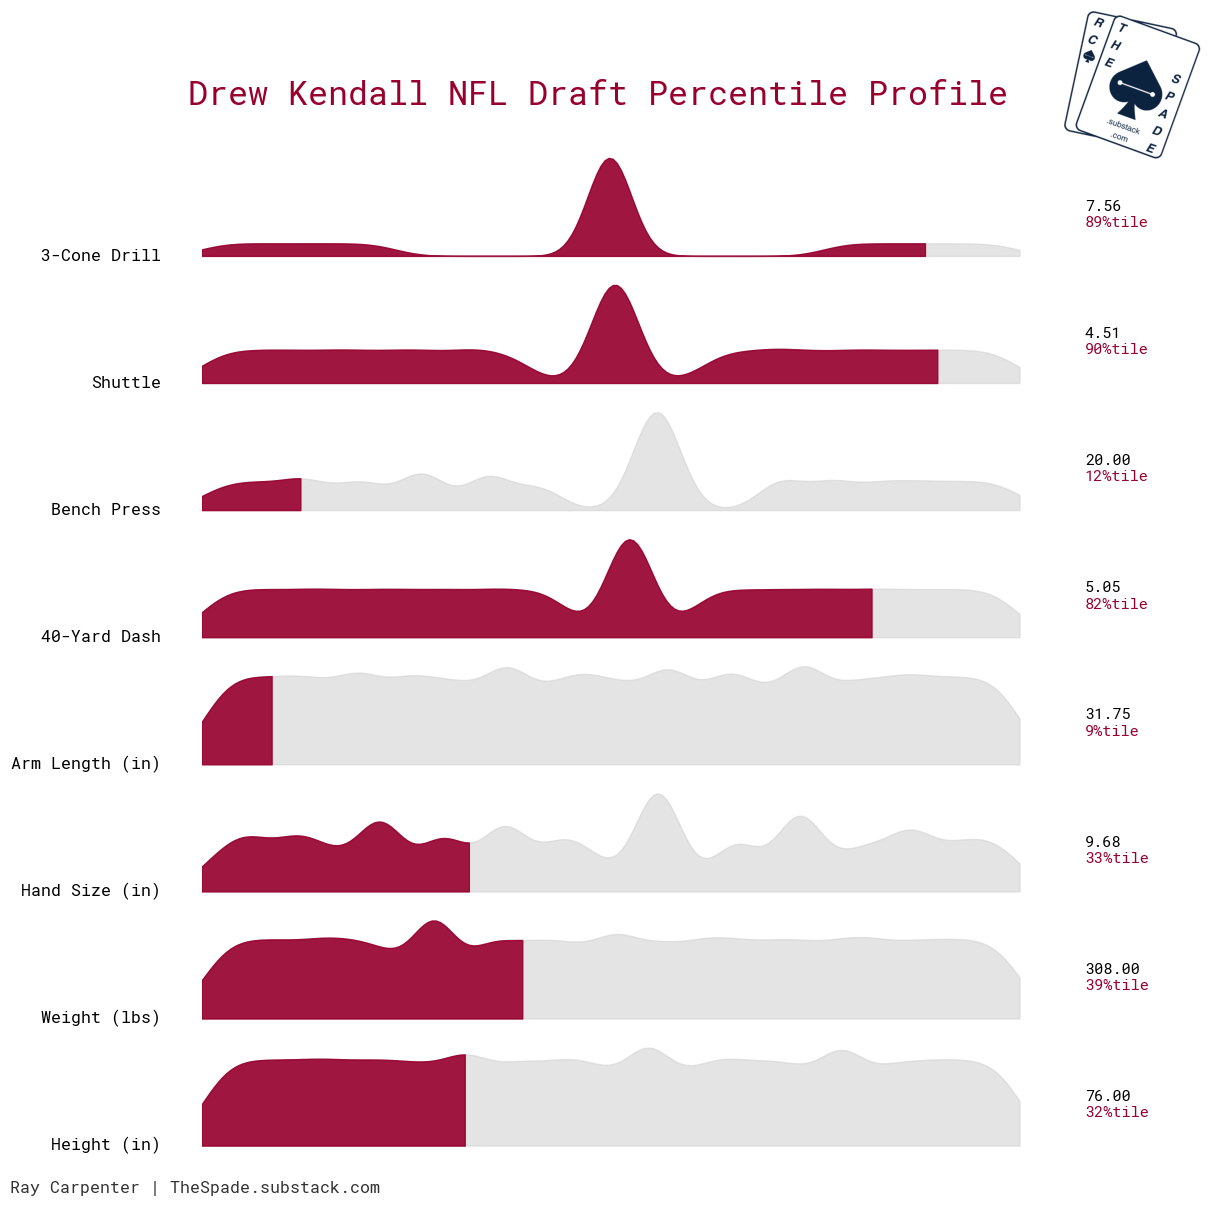 R
C
T
H
E
S
P
A
D
E
.substack
.com
Drew Kendall NFL Draft Percentile Profile
3-Cone Drill
7.56
89%tile
Shuttle
4.51
90%tile
Bench Press
20.00
12%tile
40-Yard Dash
5.05
82%tile
Arm Length (in)
31.75
9%tile
Hand Size (in)
9.68
33%tile
Weight (lbs)
308.00
39%tile
Height (in)
76.00
32%tile
Ray Carpenter | TheSpade.substack.com